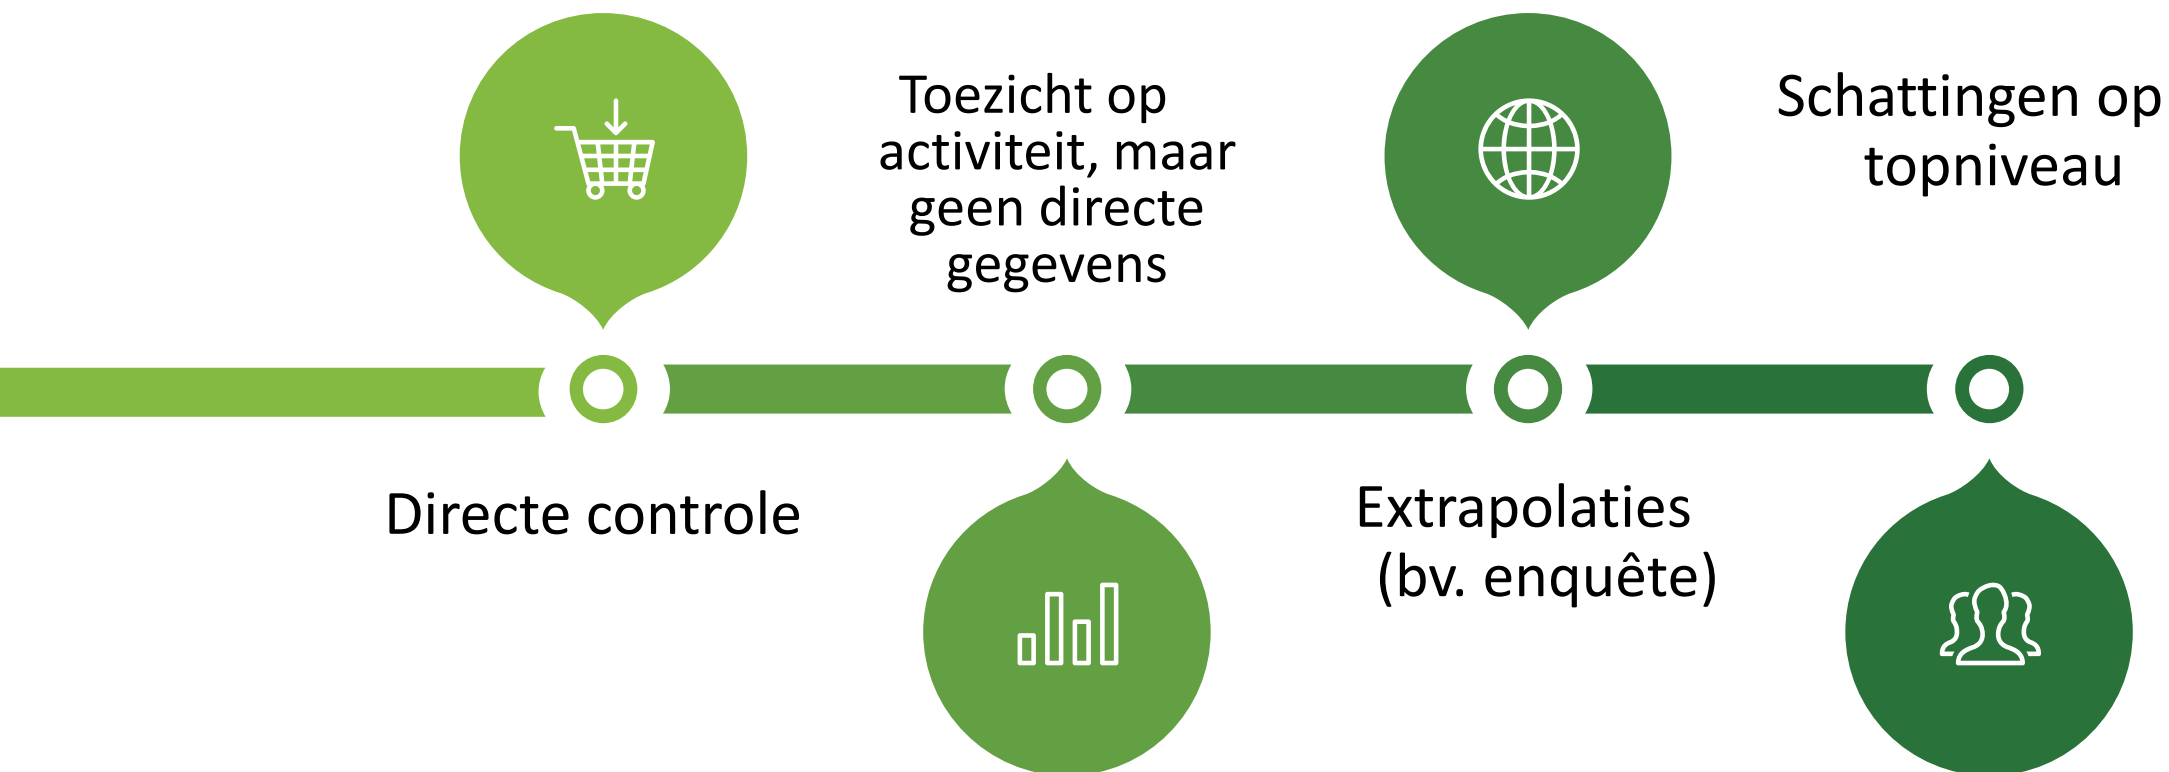 Directe controle
Toezicht op
activiteit, maar
geen directe
gegevens
Extrapolaties
(bv. enquête)
Schattingen op
topniveau